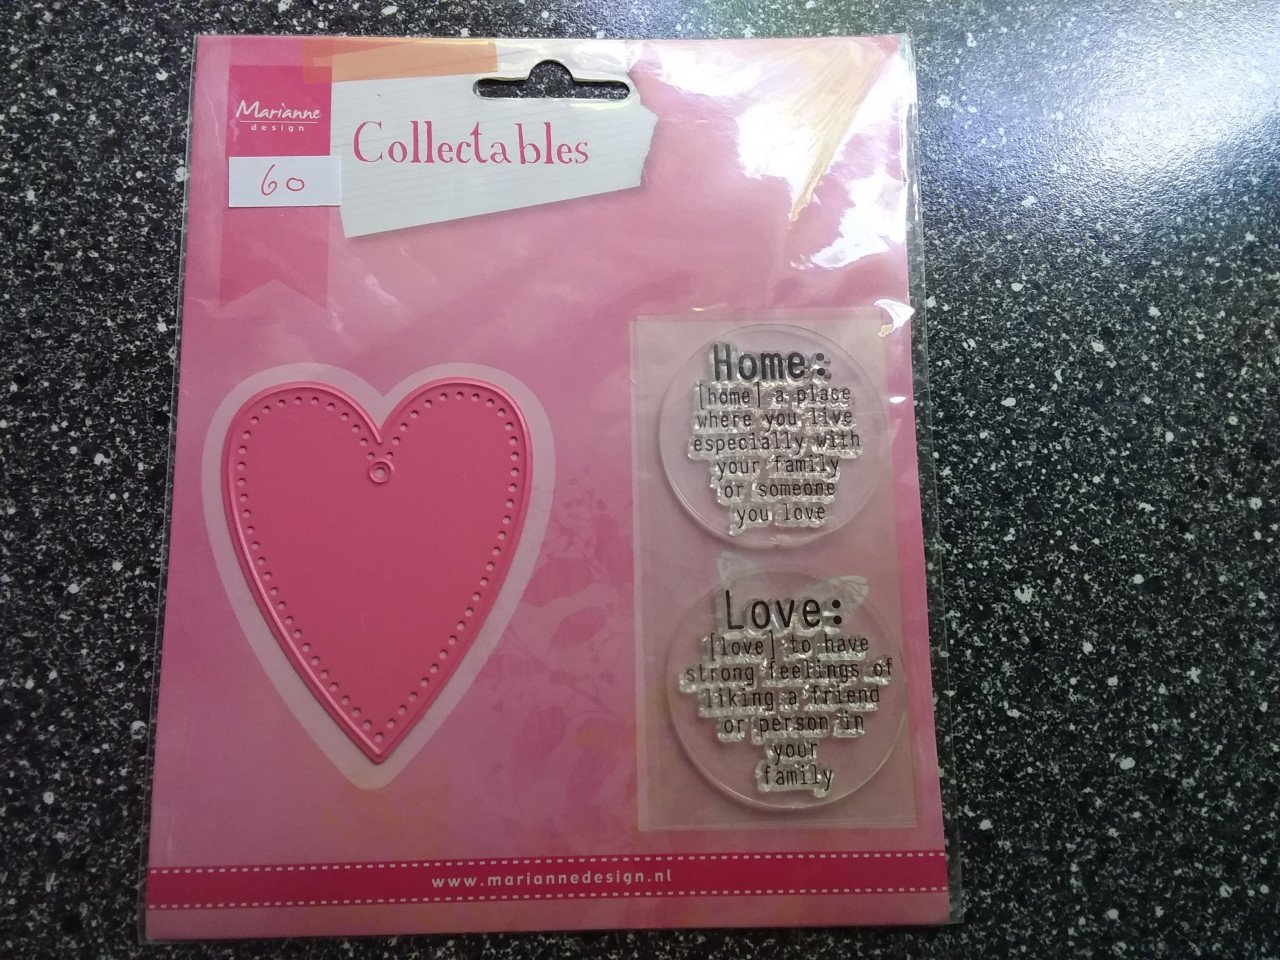 Marianne
design
Collectables
60
Home:
[home] a place
where you live
especially with
your family
or someone
you love
Love:
[love] to have
strong feelings of
liking a friend
or person in
your
family
www.mariannedesign.nl